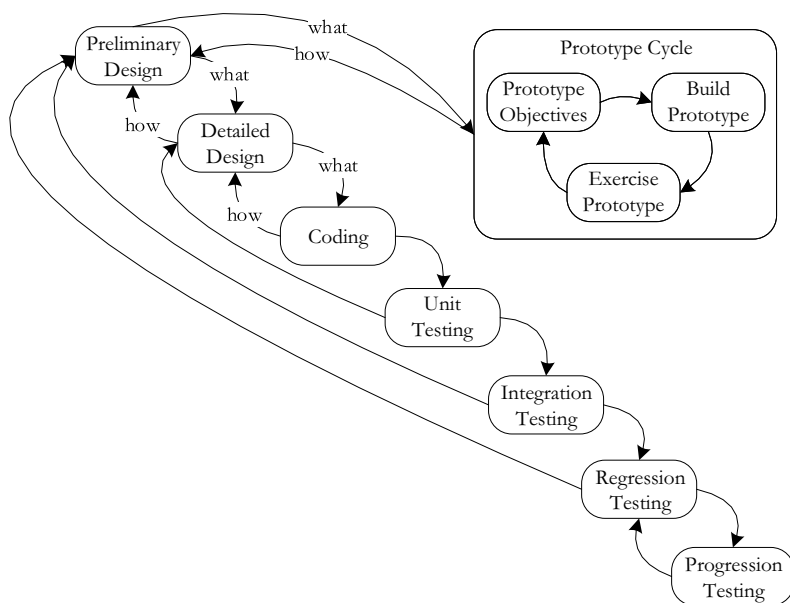 what
Preliminary
Design
how
what
how
Detailed
Design
what
how
Coding
Unit
Testing
Integration
Testing
Regression
Testing
Progression
Testing
Prototype Cycle
Prototype
Objectives
Build
Prototype
Exercise
Prototype